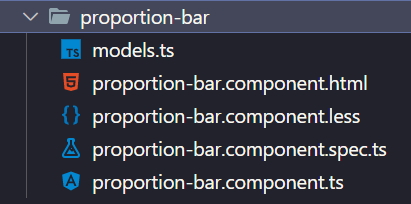 proportion-bar
TS models.ts
proportion-bar.component.html
proportion-bar.component.less
proportion-bar.component.spec.ts
proportion-bar.component.ts